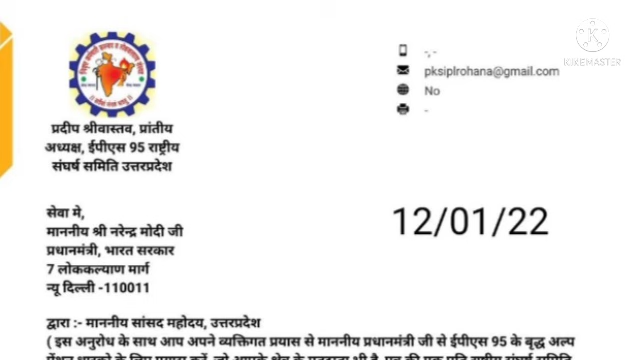 KINEMASTER
-,-
pksiplrohana@gmail.com
No
-
प्रदीप श्रीवास्तव, प्रांतीय
अध्यक्ष, ईपीएस 95 राष्ट्रीय
संघर्ष समिति उत्तरप्रदेश
सेवा मे,
12/01/22
माननीय श्री नरेन्द्र मोदी जी
प्रधानमंत्री, भारत सरकार
7 लोककल्याण मार्ग
न्यू दिल्ली -110011
द्वारा :- माननीय सांसद महोदय, उत्तरप्रदेश
( इस अनुरोध के साथ आप अपने व्यक्तिगत प्रयास से माननीय प्रधानमंत्री जी से ईपीएस 95 के बृद्ध अल्प